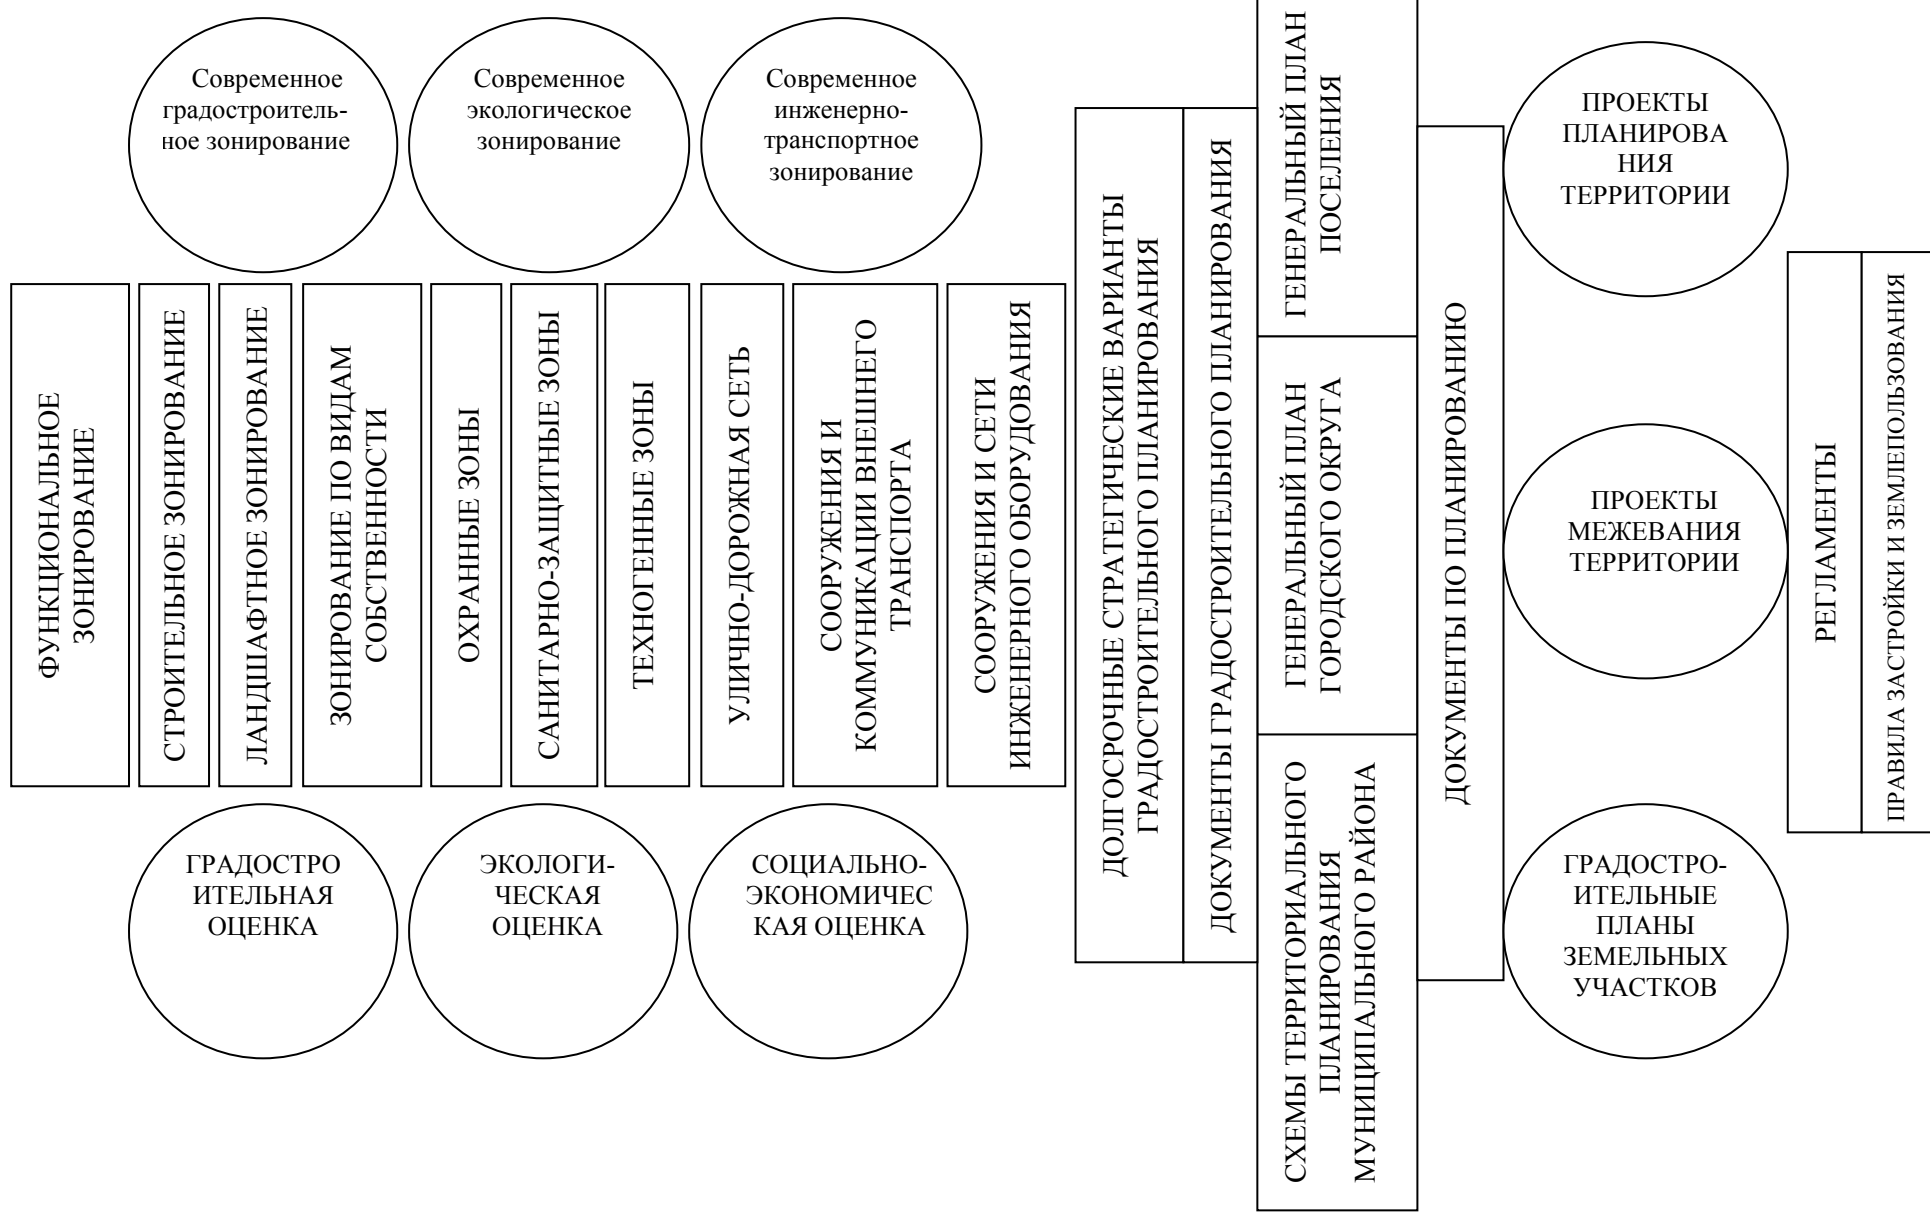 Современное
градостроитель-
ное зонирование
Современное
экологическое
зонирование
Современное
инженерно-
транспортное
зонирование
ФУНКЦИОНАЛЬНОЕ
ЗОНИРОВАНИЕ
СТРОИТЕЛЬНОЕ ЗОНИРОВАНИЕ
ЛАНДШАФТНОЕ ЗОНИРОВАНИЕ
ЗОНИРОВАНИЕ ПО ВИДАМ
СОБСТВЕННОСТИ
ОХРАННЫЕ ЗОНЫ
САНИТАРНО-ЗАЩИТНЫЕ ЗОНЫ
ТЕХНОГЕННЫЕ ЗОНЫ
УЛИЧНО-ДОРОЖНАЯ СЕТЬ
СООРУЖЕНИЯ И
КОММУНИКАЦИИ ВНЕШНЕГО
ТРАНСПОРТА
СООРУЖЕНИЯ И СЕТИ
ИНЖЕНЕРНОГО ОБОРУДОВАНИЯ
ГРАДОСТРО
ИТЕЛЬНАЯ
ОЦЕНКА
ЭКОЛОГИ-
ЧЕСКАЯ
ОЦЕНКА
СОЦИАЛЬНО-
ЭКОНОМИЧЕС
КАЯ ОЦЕНКА
ДОЛГОСРОЧНЫЕ СТРАТЕГИЧЕСКИЕ ВАРИАНТЫ
ГРАДОСТРОИТЕЛЬНОГО ПЛАНИРОВАНИЯ
ДОКУМЕНТЫ ГРАДОСТРОИТЕЛЬНОГО ПЛАНИРОВАНИЯ
ГЕНЕРАЛЬНЫЙ ПЛАН
ПОСЕЛЕНИЯ
ГЕНЕРАЛЬНЫЙ ПЛАН
ГОРОДСКОГО ОКРУГА
СХЕМЫ ТЕРРИТОРИАЛЬНОГО
ПЛАНИРОВАНИЯ
МУНИЦИПАЛЬНОГО РАЙОНА
ДОКУМЕНТЫ ПО ПЛАНИРОВАНИЮ
ПРОЕКТЫ
ПЛАНИРОВА
НИЯ
ТЕРРИТОРИИ
ПРОЕКТЫ
МЕЖЕВАНИЯ
ТЕРРИТОРИИ
ГРАДОСТРО-
ИТЕЛЬНЫЕ
ПЛАНЫ
ЗЕМЕЛЬНЫХ
УЧАСТКОВ
РЕГЛАМЕНТЫ
ПРАВИЛА ЗАСТРОЙКИ И ЗЕМЛЕПОЛЬЗОВАНИЯ